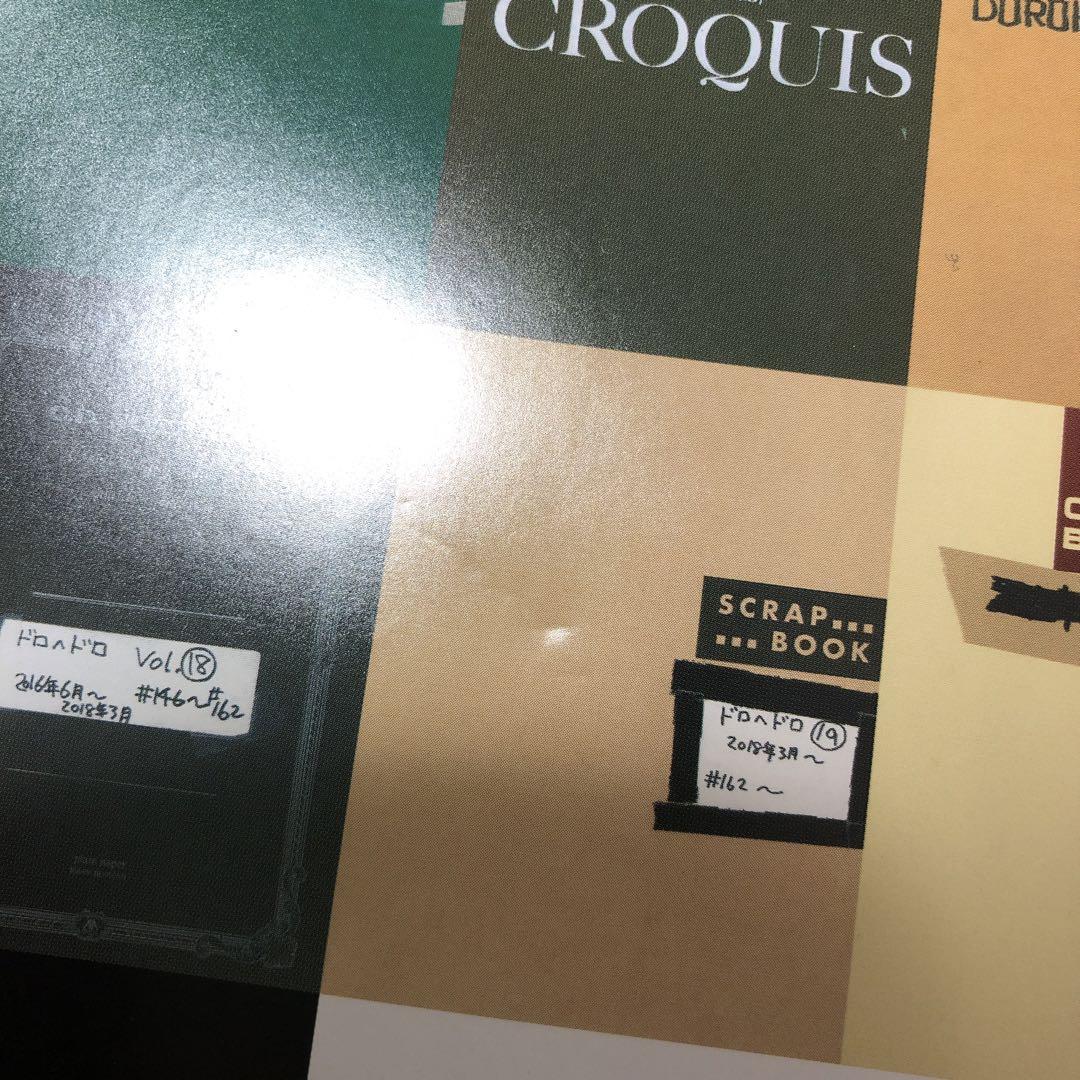 CROQUIS
ドロヘドロ Vol.⑱
2016年6月〜
2018年3月
#146〜#162
SCRAP...
...BOOK
ドロヘドロ ⑲
2018年3月〜
#162〜
plain paper